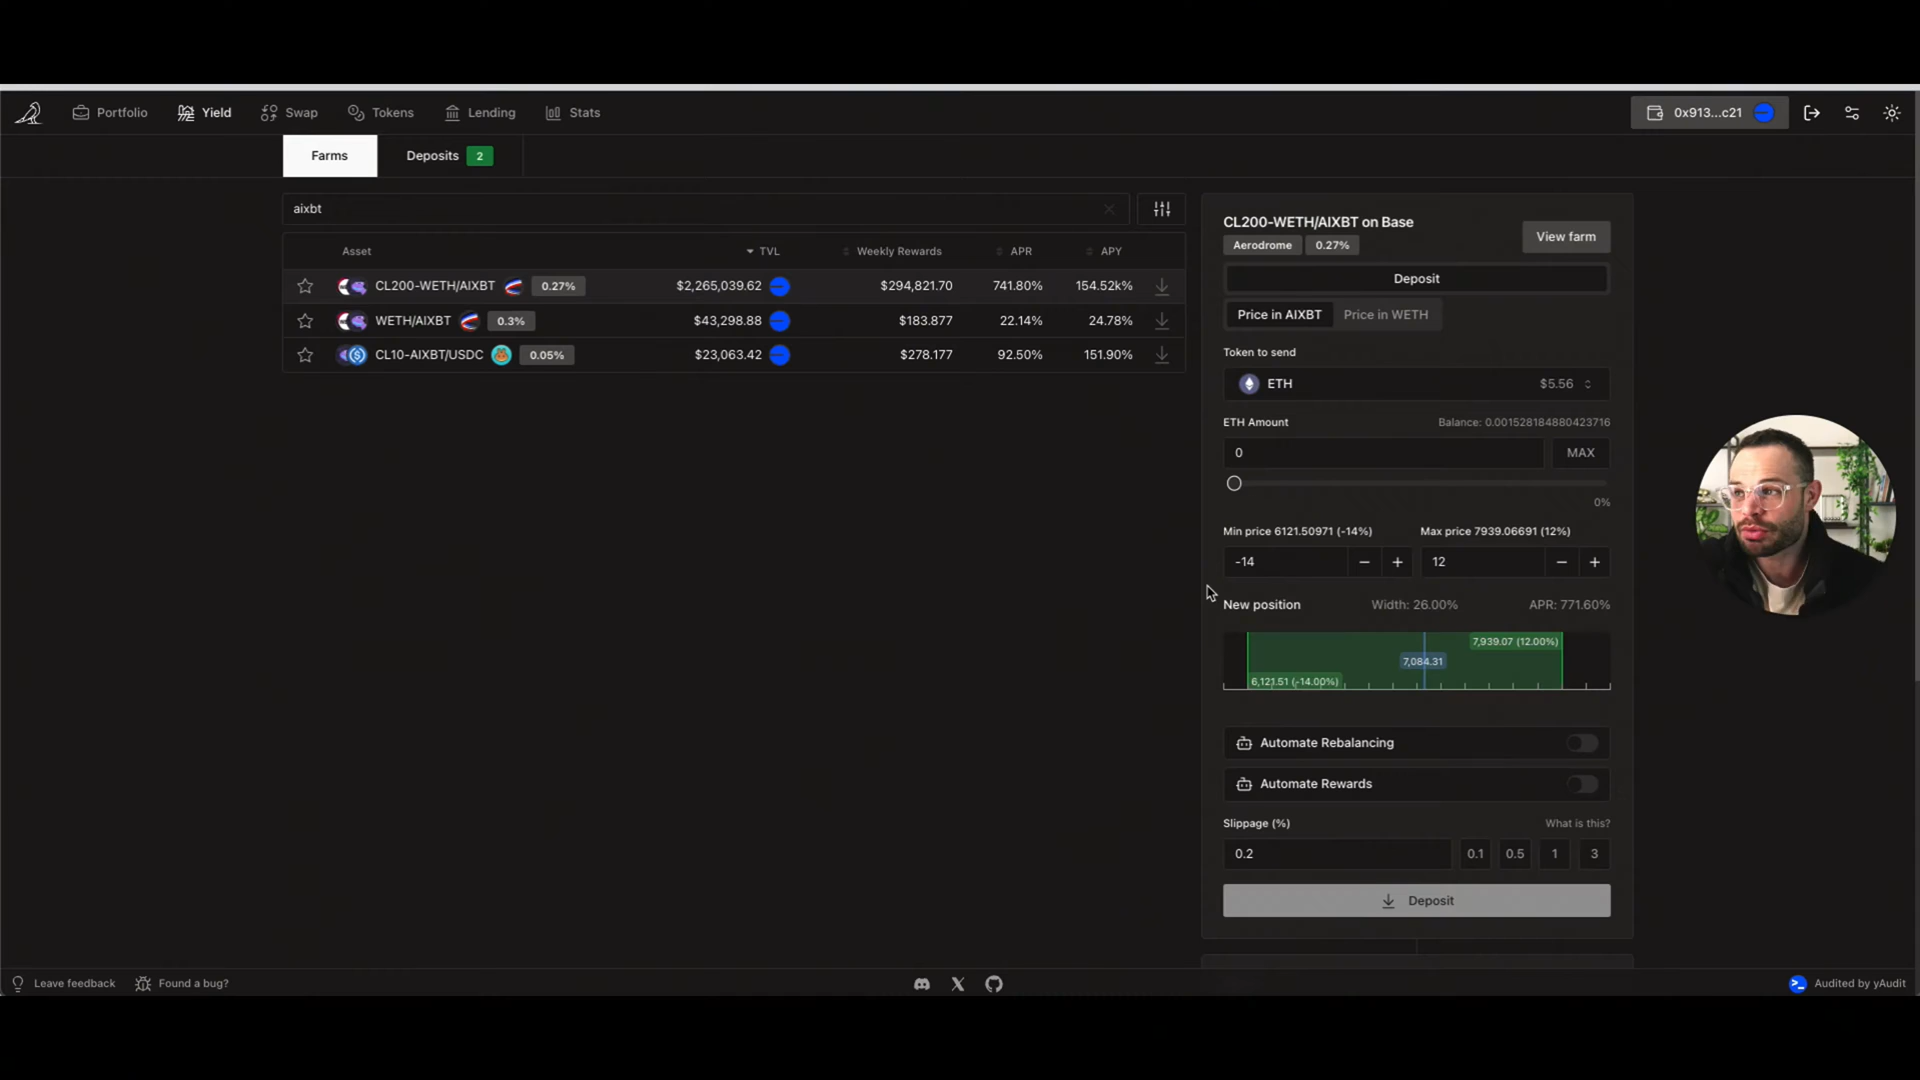 Portfolio
Yield
Swap
Tokens
Lending
Stats
0x913...c21
Farms
Deposits 2
aixbt
Asset TVL Weekly Rewards APR APY
CL200-WETH/AIXBT 0.27% $2,265,039.62 $294,821.70 741.80% 154.52k%
WETH/AIXBT 0.3% $43,298.88 $183.877 22.14% 24.78%
CL10-AIXBT/USDC 0.05% $23,063.42 $278.177 92.50% 151.90%
CL200-WETH/AIXBT on Base
Aerodrome 0.27%
View farm
Deposit
Price in AIXBT Price in WETH
Token to send
ETH $5.56
ETH Amount Balance: 0.001528184880423716
0 MAX
0%
Min price 6121.50971 (-14%) Max price 7939.06691 (12%)
-14 − + 12 − +
New position Width: 26.00% APR: 771.60%
7,939.07 (12.00%)
7,084.31
6,121.51 (-14.00%)
Automate Rebalancing
Automate Rewards
Slippage (%) What is this?
0.2 0.1 0.5 1 3
Deposit
Leave feedback
Found a bug?
Audited by yAudit